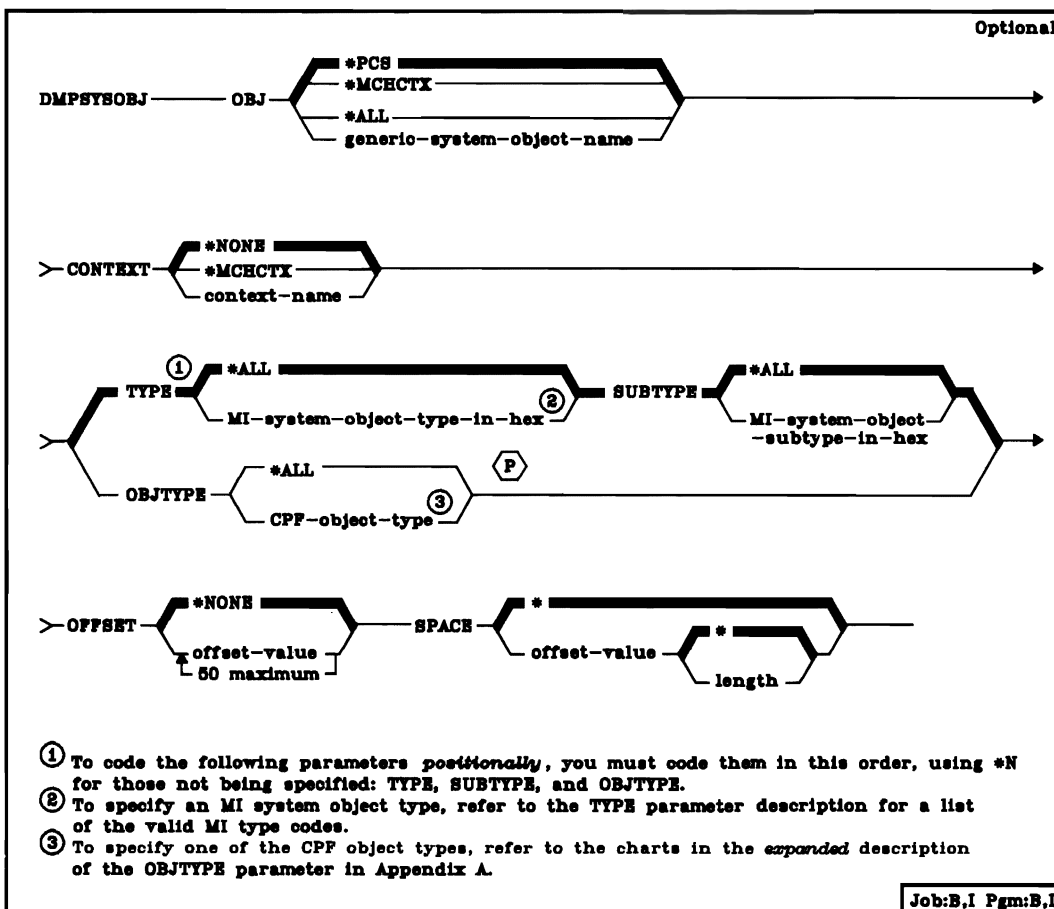 Optional
*PCS
DMPSYSOBJ OBJ *MCHCTX
*ALL
generic-system-object-name
*NONE
CONTEXT *MCHCTX
context-name
① *ALL *ALL
TYPE SUBTYPE
MI-system-object-type-in-hex ② MI-system-object
-subtype-in-hex
*ALL P
OBJTYPE
CPF-object-type ③
*NONE *
OFFSET SPACE *
offset-value offset-value
50 maximum length
① To code the following parameters positionally, you must code them in this order, using *N
for those not being specified: TYPE, SUBTYPE, and OBJTYPE.
② To specify an MI system object type, refer to the TYPE parameter description for a list
of the valid MI type codes.
③ To specify one of the CPF object types, refer to the charts in the expanded description
of the OBJTYPE parameter in Appendix A.
Job:B,I Pgm:B,I